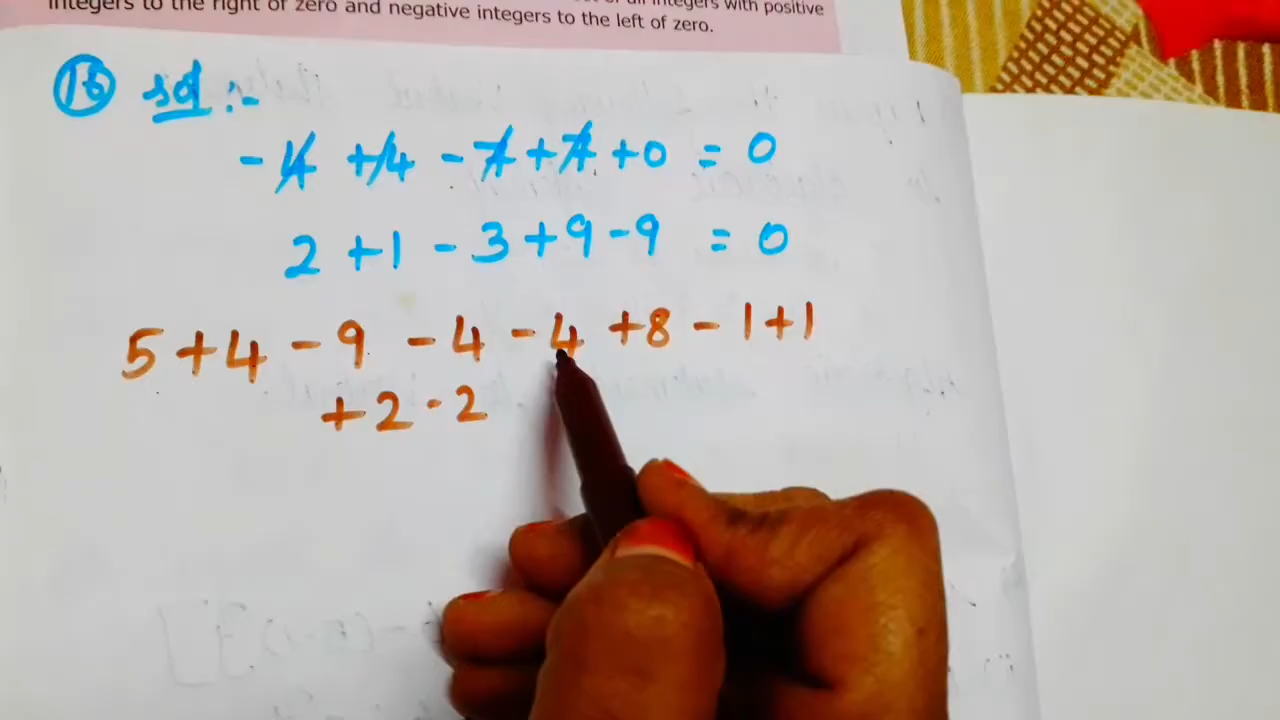 integers to the right of zero and negative integers to the left of zero.
16 sol :-
- 4 + 4 - 7 + 7 + 0 = 0
2 + 1 - 3 + 9 - 9 = 0
5 + 4 - 9 - 4 - 4 + 8 - 1 + 1
+ 2 - 2